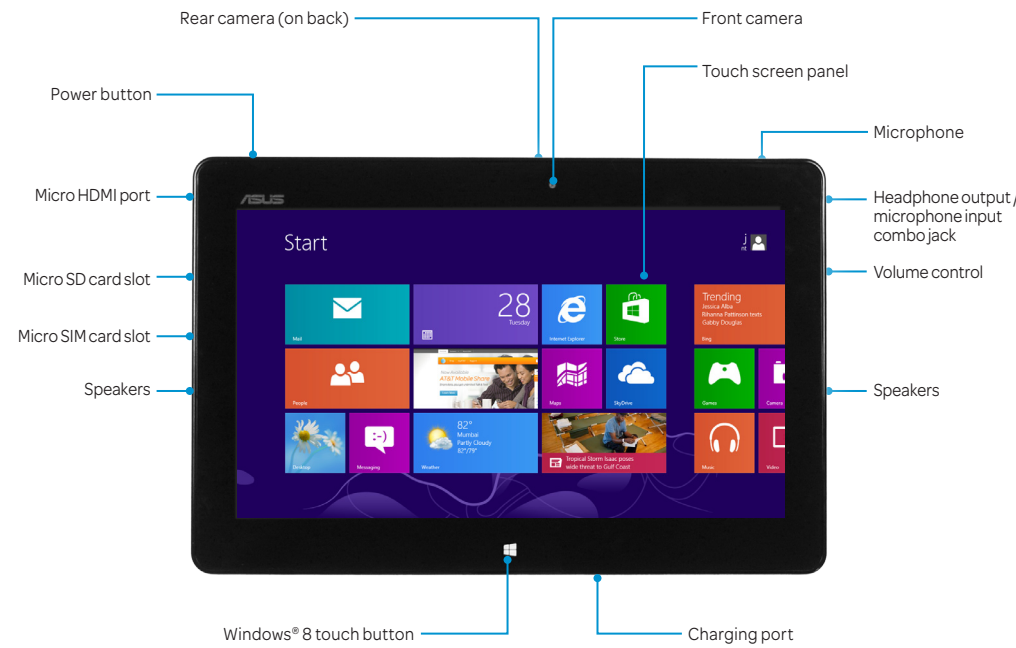 Rear camera (on back)
Front camera
Touch screen panel
Power button
Microphone
Micro HDMI port
Headphone output /
microphone input
combo jack
Micro SD card slot
Volume control
Micro SIM card slot
Speakers
Speakers
ASUS
Start
j
nt
Mail
28
Tuesday
Internet Explorer
Store
Trending
Jessica Alba
Rihanna Pattinson texts
Gabby Douglas
Bing
People
AT&T Mobile Share
Maps
SkyDrive
Games
Camera
Desktop
:-)
Messaging
82°
Mumbai
Partly Cloudy
82°/79°
Weather
Tropical Storm Isaac poses
wide threat to Gulf Coast
Music
Video
Windows® 8 touch button
Charging port